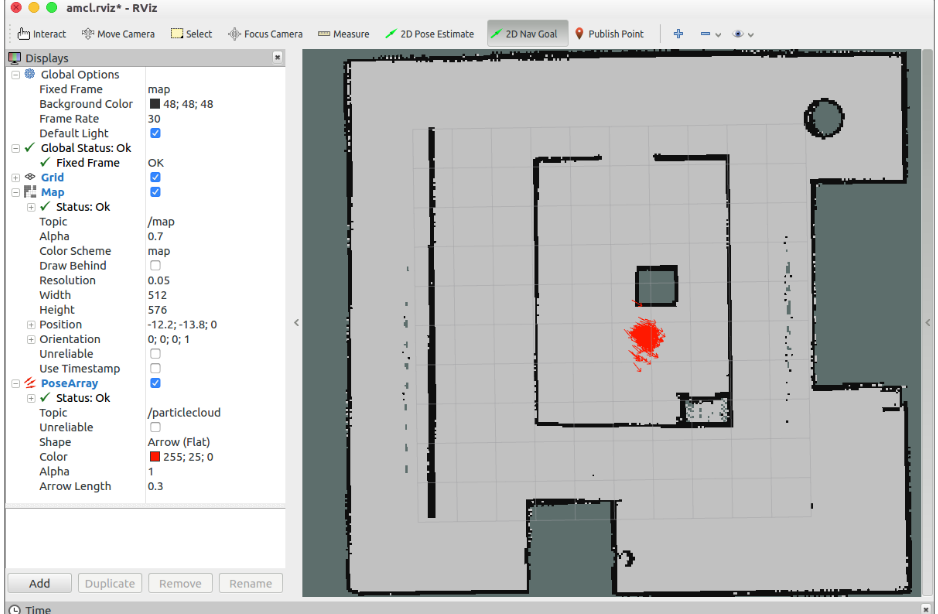 amcl.rviz* - RViz
Interact Move Camera Select Focus Camera Measure 2D Pose Estimate 2D Nav Goal Publish Point
Displays
Global Options
Fixed Frame map
Background Color 48; 48; 48
Frame Rate 30
Default Light
Global Status: Ok
Fixed Frame OK
Grid
Map
Status: Ok
Topic /map
Alpha 0.7
Color Scheme map
Draw Behind
Resolution 0.05
Width 512
Height 576
Position -12.2; -13.8; 0
Orientation 0; 0; 0; 1
Unreliable
Use Timestamp
PoseArray
Status: Ok
Topic /particlecloud
Unreliable
Shape Arrow (Flat)
Color 255; 25; 0
Alpha 1
Arrow Length 0.3
Add Duplicate Remove Rename
Time